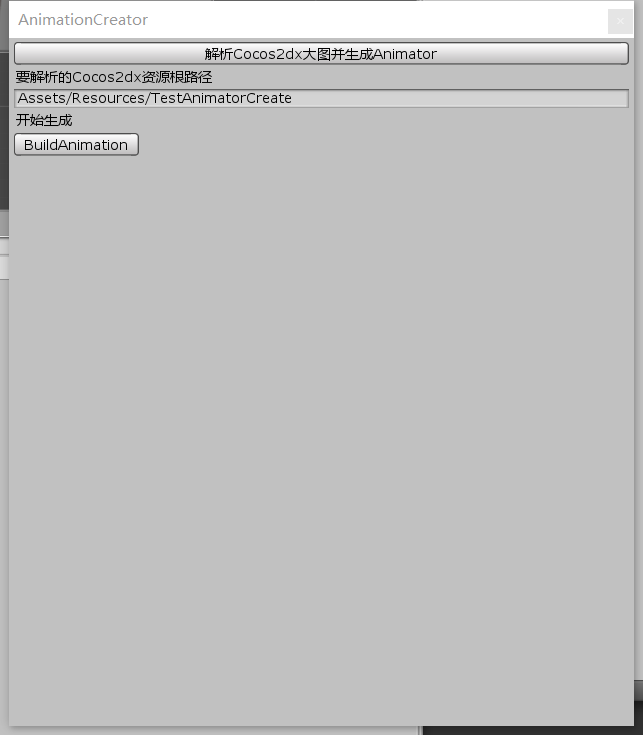 AnimationCreator
解析Cocos2dx大图并生成Animator
要解析的Cocos2dx资源根路径
Assets/Resources/TestAnimatorCreate
开始生成
BuildAnimation